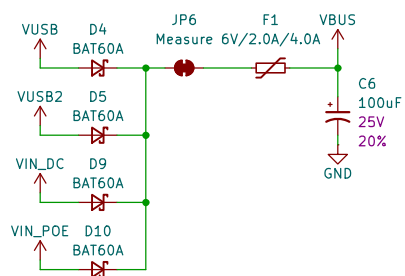 VUSB D4 JP6 F1 VBUS
BAT60A Measure 6V/2.0A/4.0A
VUSB2 D5 C6
BAT60A + 100uF
25V
VIN_DC D9 20%
BAT60A GND
VIN_POE D10
BAT60A